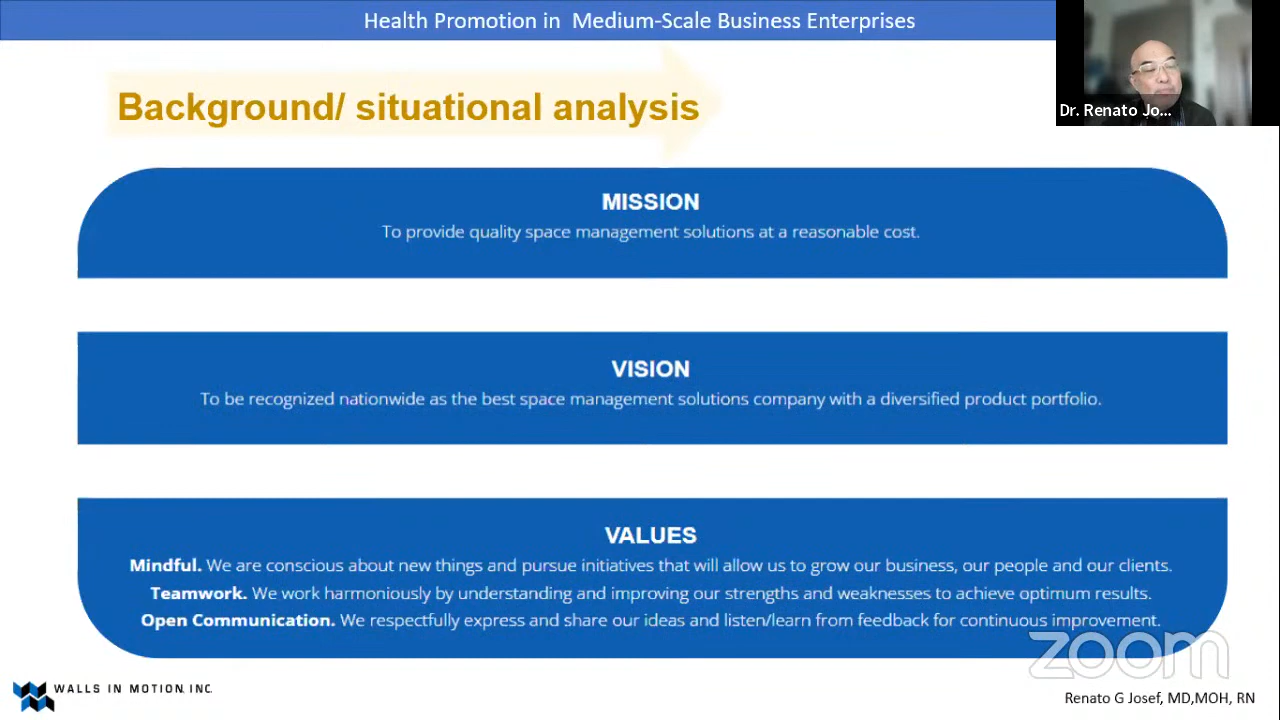 Health Promotion in Medium-Scale Business Enterprises
Dr. Renato Jo...
Background/ situational analysis
MISSION
To provide quality space management solutions at a reasonable cost.
VISION
To be recognized nationwide as the best space management solutions company with a diversified product portfolio.
VALUES
Mindful. We are conscious about new things and pursue initiatives that will allow us to grow our business, our people and our clients.
Teamwork. We work harmoniously by understanding and improving our strengths and weaknesses to achieve optimum results.
Open Communication. We respectfully express and share our ideas and listen/learn from feedback for continuous improvement.
zoom
WALLS IN MOTION, INC.
Renato G Josef, MD,MOH, RN